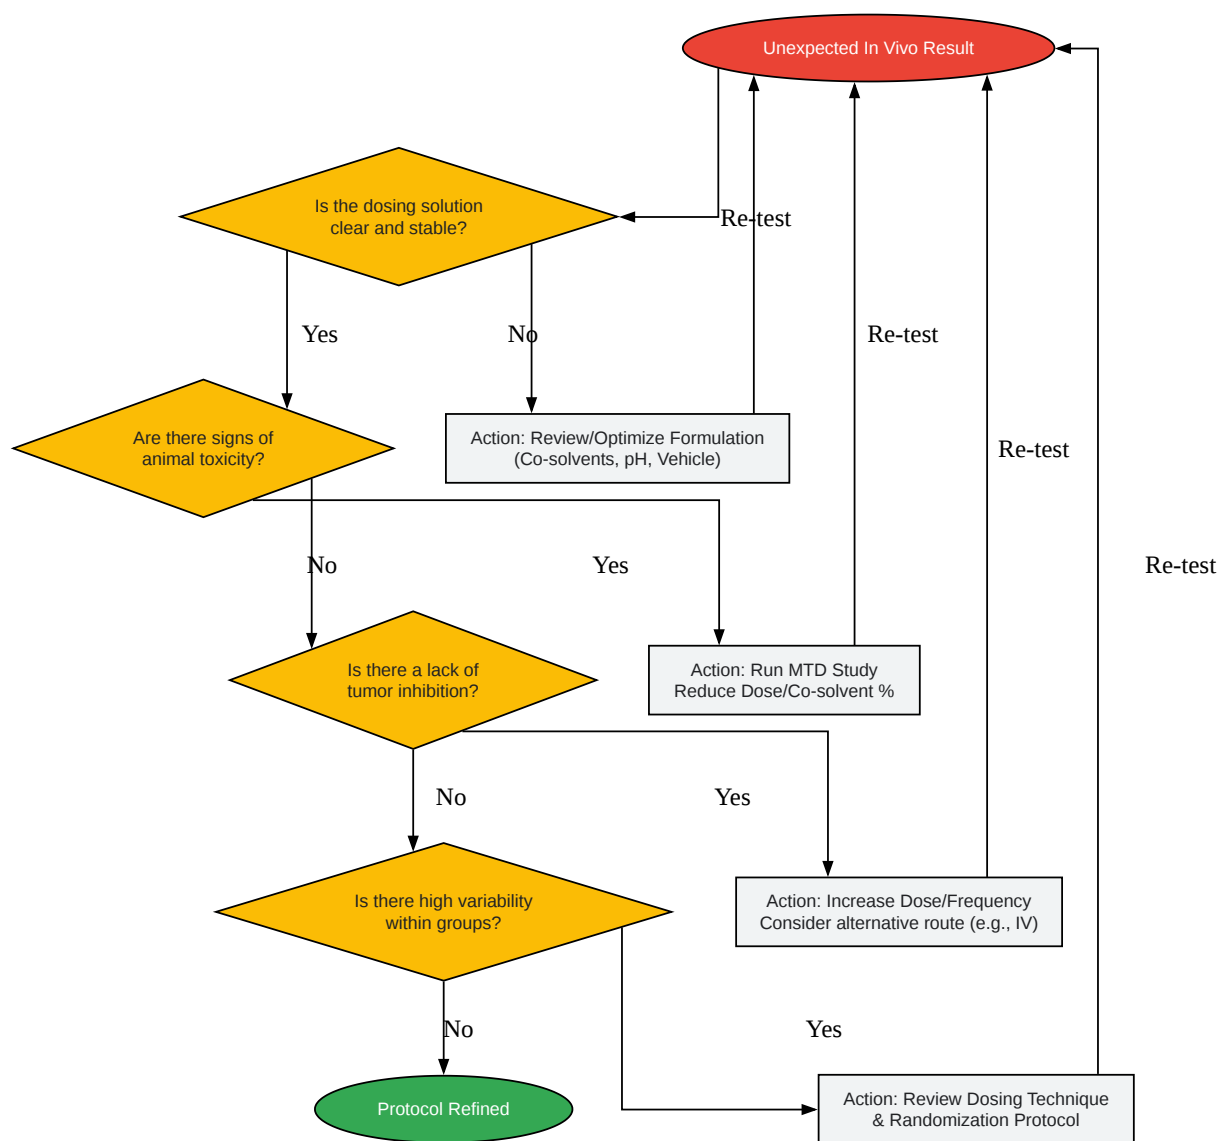 Unexpected In Vivo Result
Is the dosing solution
clear and stable?
Re-test
Yes
No
Re-test
Are there signs of
animal toxicity?
Action: Review/Optimize Formulation
(Co-solvents, pH, Vehicle)
Re-test
No
Yes
Re-test
Is there a lack of
tumor inhibition?
Action: Run MTD Study
Reduce Dose/Co-solvent %
No
Yes
Is there high variability
within groups?
Action: Increase Dose/Frequency
Consider alternative route (e.g., IV)
No
Yes
Protocol Refined
Action: Review Dosing Technique
& Randomization Protocol